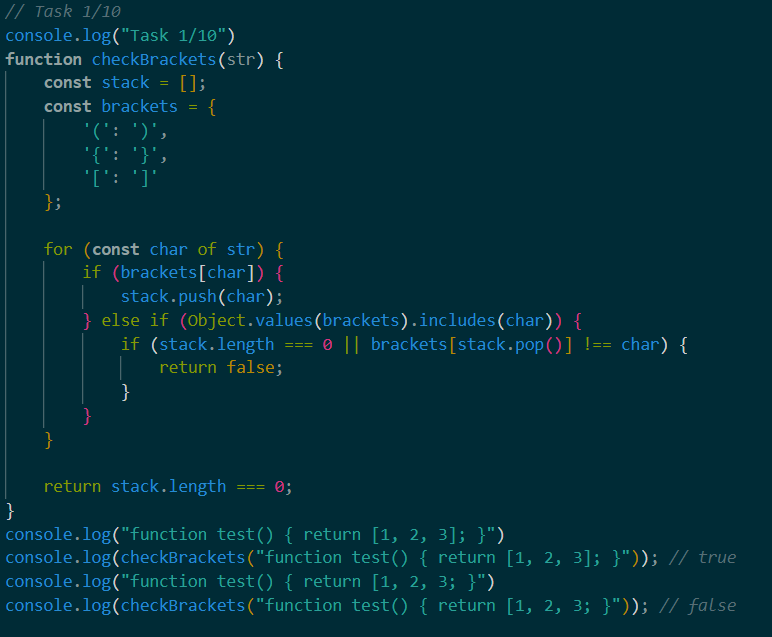 // Task 1/10
console.log("Task 1/10")
function checkBrackets(str) {
    const stack = [];
    const brackets = {
        '(': ')',
        '{': '}',
        '[': ']'
    };

    for (const char of str) {
        if (brackets[char]) {
            stack.push(char);
        } else if (Object.values(brackets).includes(char)) {
            if (stack.length === 0 || brackets[stack.pop()] !== char) {
                return false;
            }
        }
    }

    return stack.length === 0;
}
console.log("function test() { return [1, 2, 3]; }")
console.log(checkBrackets("function test() { return [1, 2, 3]; }")); // true
console.log("function test() { return [1, 2, 3; }")
console.log(checkBrackets("function test() { return [1, 2, 3; }")); // false